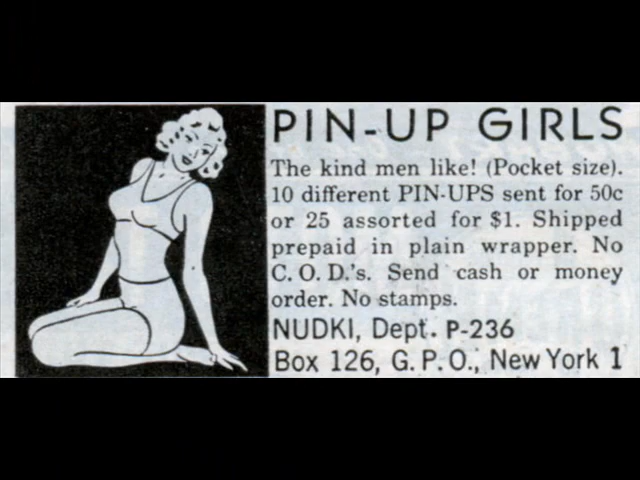 PIN-UP GIRLS
The kind men like! (Pocket size).
10 different PIN-UPS sent for 50c
or 25 assorted for $1. Shipped
prepaid in plain wrapper. No
C. O. D.'s. Send cash or money
order. No stamps.
NUDKI, Dept. P-236
Box 126, G. P. O., New York 1